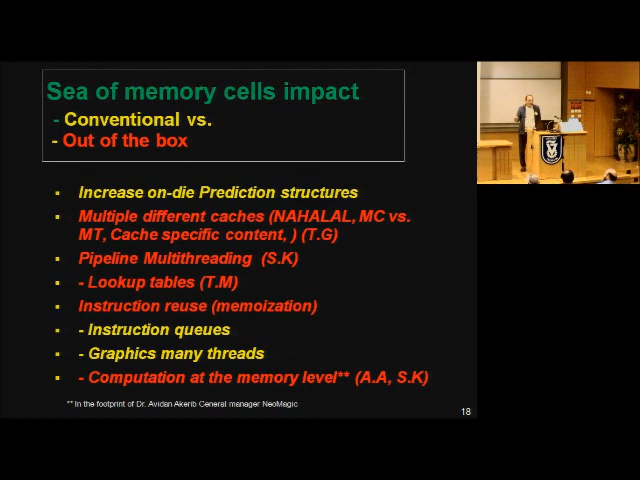 Sea of memory cells impact
- Conventional vs.
- Out of the box
▪ Increase on-die Prediction structures
▪ Multiple different caches (NAHALAL, MC vs.
MT, Cache specific content, ) (T.G)
▪ Pipeline Multithreading (S.K)
▪ - Lookup tables (T.M)
▪ Instruction reuse (memoization)
▪ - Instruction queues
▪ - Graphics many threads
▪ - Computation at the memory level** (A.A, S.K)
** In the footprint of Dr. Avidan Akerib General manager NeoMagic
18